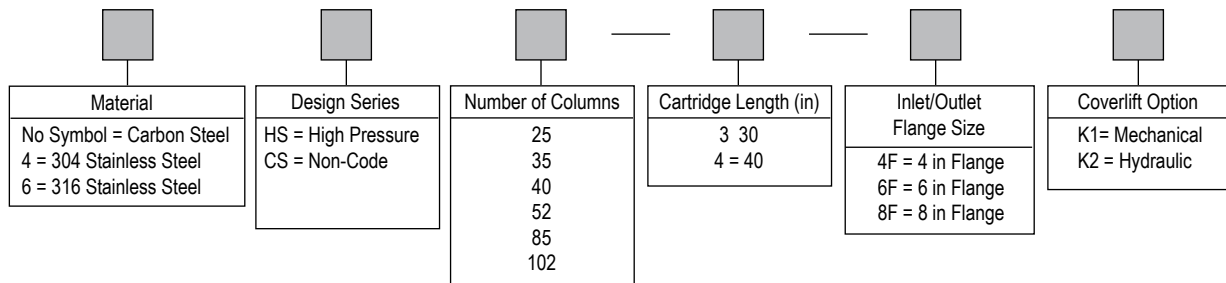 Material
No Symbol = Carbon Steel
4 = 304 Stainless Steel
6 = 316 Stainless Steel
Design Series
HS = High Pressure
CS = Non-Code
Number of Columns
25
35
40
52
85
102
Cartridge Length (in)
3 30
4 = 40
Inlet/Outlet
Flange Size
4F = 4 in Flange
6F = 6 in Flange
8F = 8 in Flange
Coverlift Option
K1= Mechanical
K2 = Hydraulic